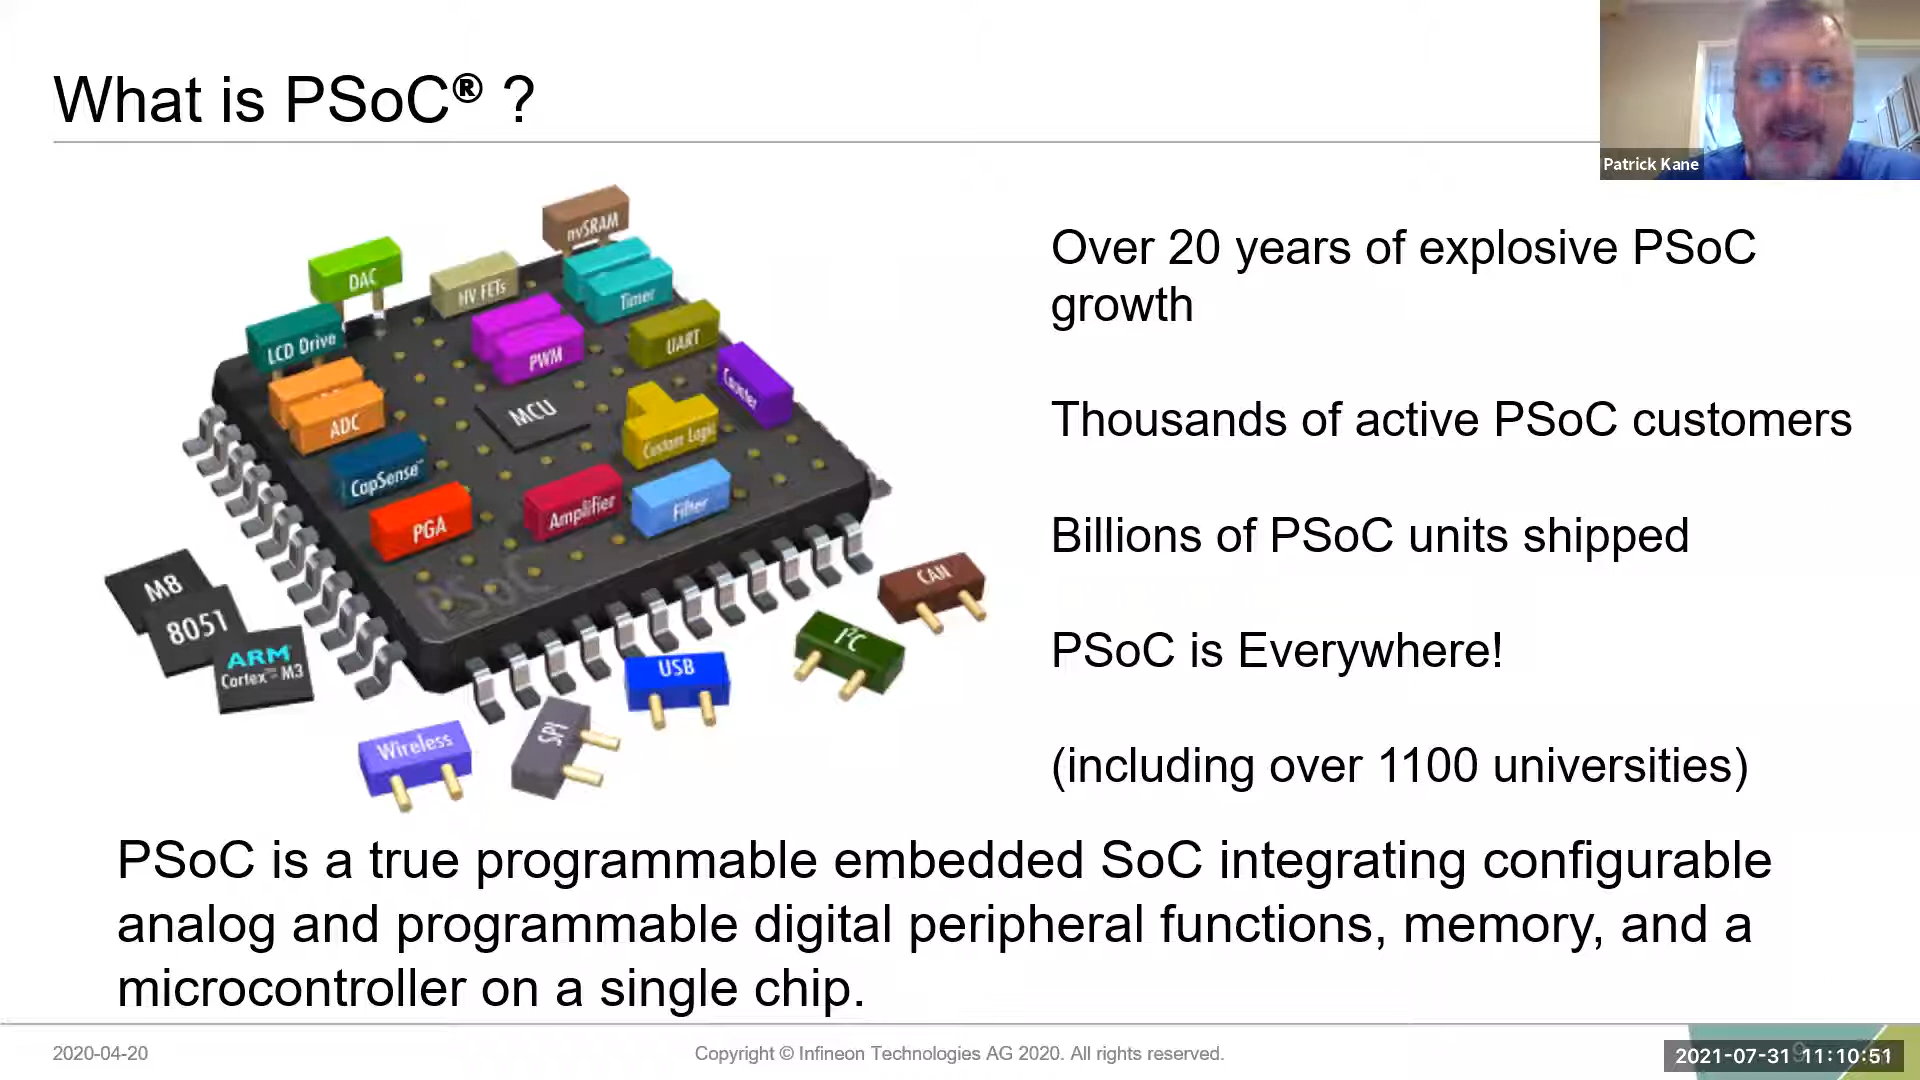 What is PSoC® ?
Patrick Kane
nvSRAM
DAC
HV FETs
Timer
LCD Drive
PWM
UART
Counter
ADC
MCU
Custom Logic
CapSense™
PGA
Amplifier
Filter
PSoC
M8
8051
ARM
Cortex™ M3
CAN
I²C
USB
SPI
Wireless
Over 20 years of explosive PSoC
growth
Thousands of active PSoC customers
Billions of PSoC units shipped
PSoC is Everywhere!
(including over 1100 universities)
PSoC is a true programmable embedded SoC integrating configurable
analog and programmable digital peripheral functions, memory, and a
microcontroller on a single chip.
2020-04-20
Copyright © Infineon Technologies AG 2020. All rights reserved.
9
2021-07-31 11:10:51